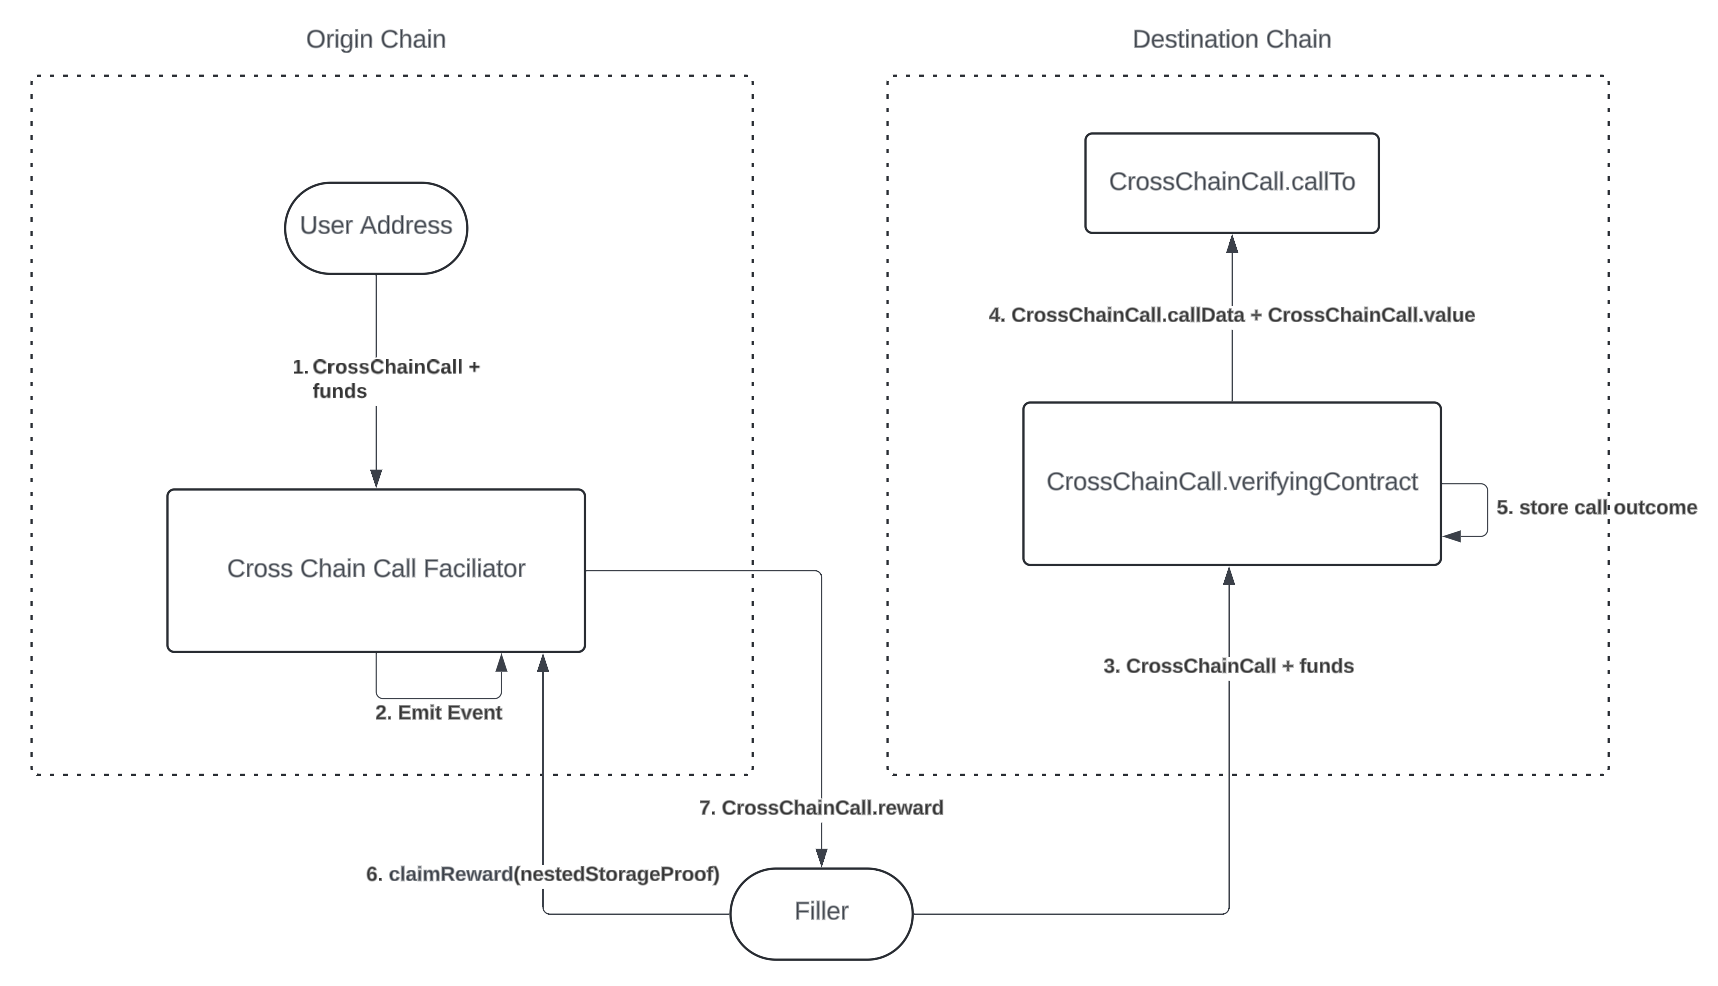 Origin Chain
Destination Chain
CrossChainCall.callTo
User Address
4. CrossChainCall.callData + CrossChainCall.value
1. CrossChainCall +
funds
CrossChainCall.verifyingContract
5. store call outcome
Cross Chain Call Faciliator
3. CrossChainCall + funds
2. Emit Event
7. CrossChainCall.reward
6. claimReward(nestedStorageProof)
Filler